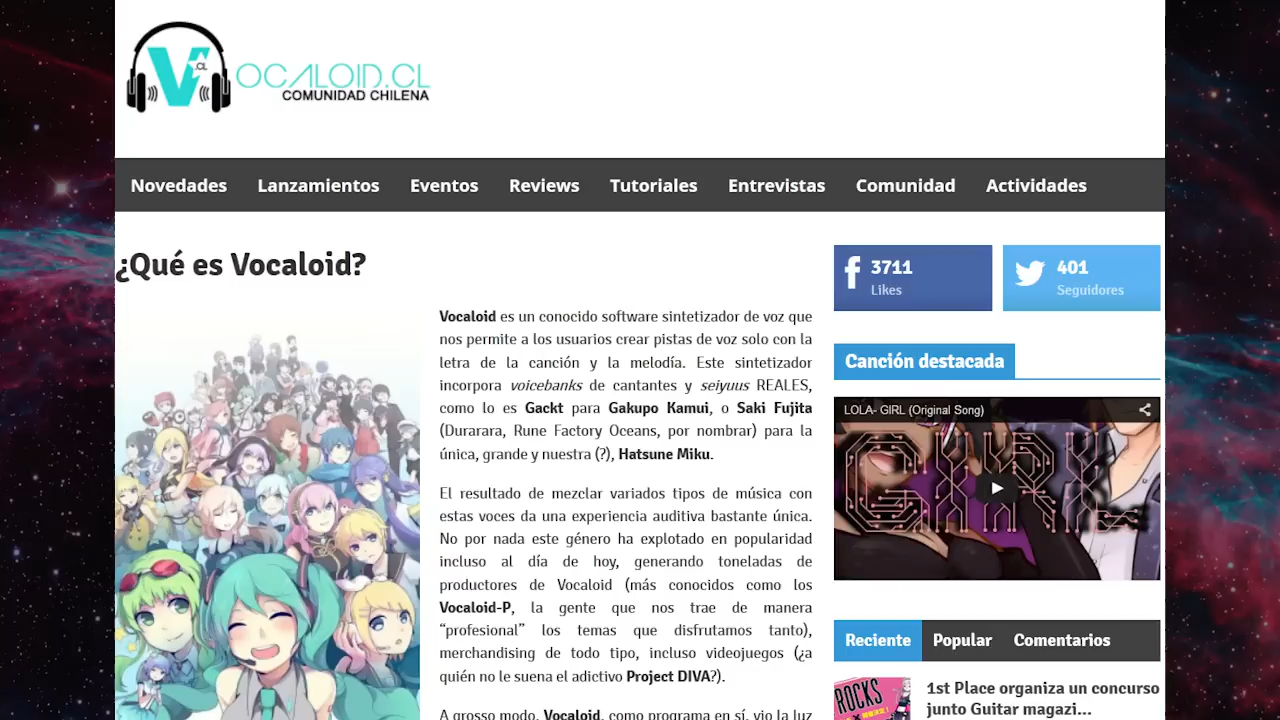 V
CL
OCALOID.CL
COMUNIDAD CHILENA
Novedades Lanzamientos Eventos Reviews Tutoriales Entrevistas Comunidad Actividades
¿Qué es Vocaloid?
Vocaloid es un conocido software sintetizador de voz que
nos permite a los usuarios crear pistas de voz solo con la
letra de la canción y la melodía. Este sintetizador
incorpora voicebanks de cantantes y seiyuus REALES,
como lo es Gackt para Gakupo Kamui, o Saki Fujita
(Durarara, Rune Factory Oceans, por nombrar) para la
única, grande y nuestra (?), Hatsune Miku.
El resultado de mezclar variados tipos de música con
estas voces da una experiencia auditiva bastante única.
No por nada este género ha explotado en popularidad
incluso al día de hoy, generando toneladas de
productores de Vocaloid (más conocidos como los
Vocaloid-P, la gente que nos trae de manera
“profesional” los temas que disfrutamos tanto),
merchandising de todo tipo, incluso videojuegos (¿a
quién no le suena el adictivo Project DIVA?).
A grosso modo, Vocaloid, como programa en sí, vio la luz
3711
Likes
401
Seguidores
Canción destacada
LOLA- GIRL (Original Song)
GIRL
Reciente Popular Comentarios
ROCKS
1st Place organiza un concurso
junto Guitar magazi...